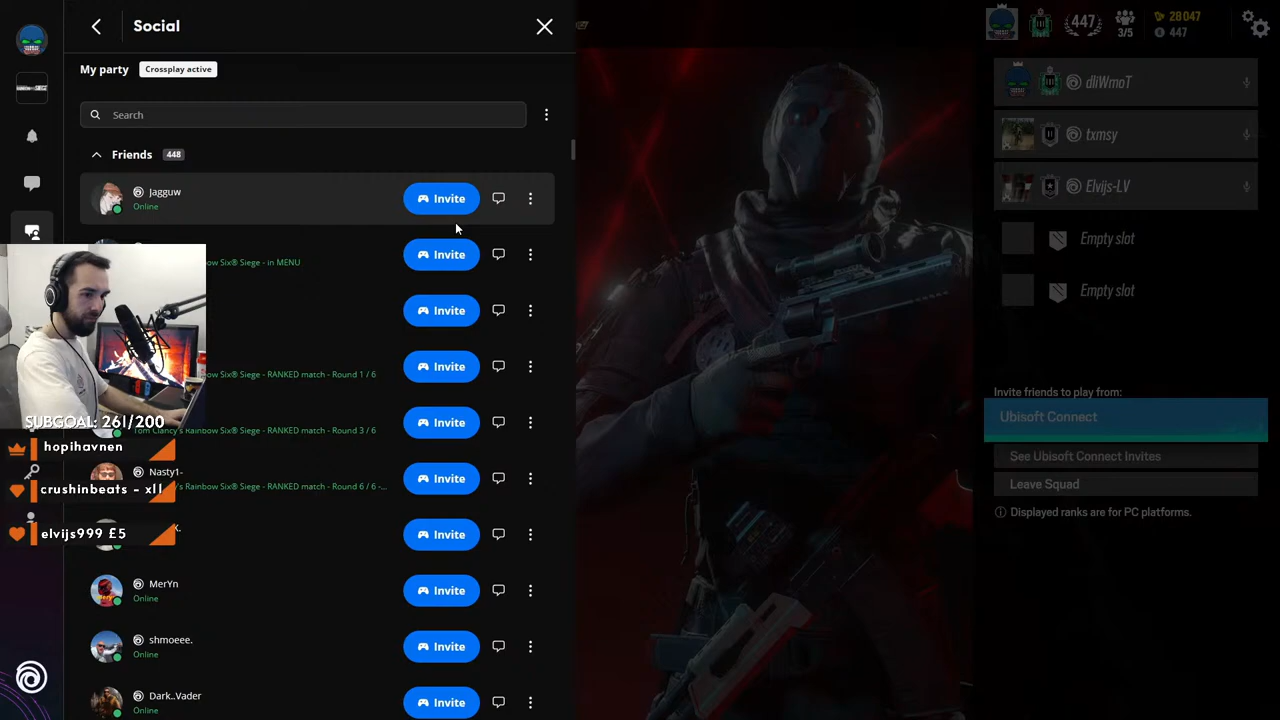 Social
447
3/5
28 047
447
My party
Crossplay active
Search
Friends 448
Jagguw
Online
Invite
Invite
ow Six® Siege - in MENU
Invite
Invite
ow Six® Siege - RANKED match - Round 1 / 6
Invite
Tom Clancy's Rainbow Six® Siege - RANKED match - Round 3 / 6
Nasty1-
Invite
's Rainbow Six® Siege - RANKED match - Round 6 / 6 -...
Invite
MerYn
Online
Invite
shmoeee.
Online
Invite
Dark..Vader
Online
Invite
SUBGOAL: 261/200
hopihavnen
crushinbeats - x11
elvijs999 £5
dliWmoT
txmsy
Elvijs-LV
Empty slot
Empty slot
Invite friends to play from:
Ubisoft Connect
See Ubisoft Connect Invites
Leave Squad
Displayed ranks are for PC platforms.